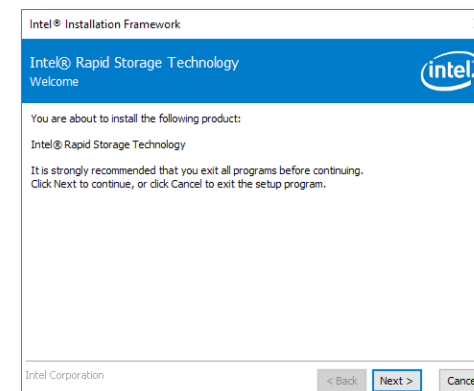 Intel® Installation Framework
Intel® Rapid Storage Technology
Welcome
intel.
You are about to install the following product:
Intel® Rapid Storage Technology
It is strongly recommended that you exit all programs before continuing.
Click Next to continue, or click Cancel to exit the setup program.
Intel Corporation
< Back Next > Cance